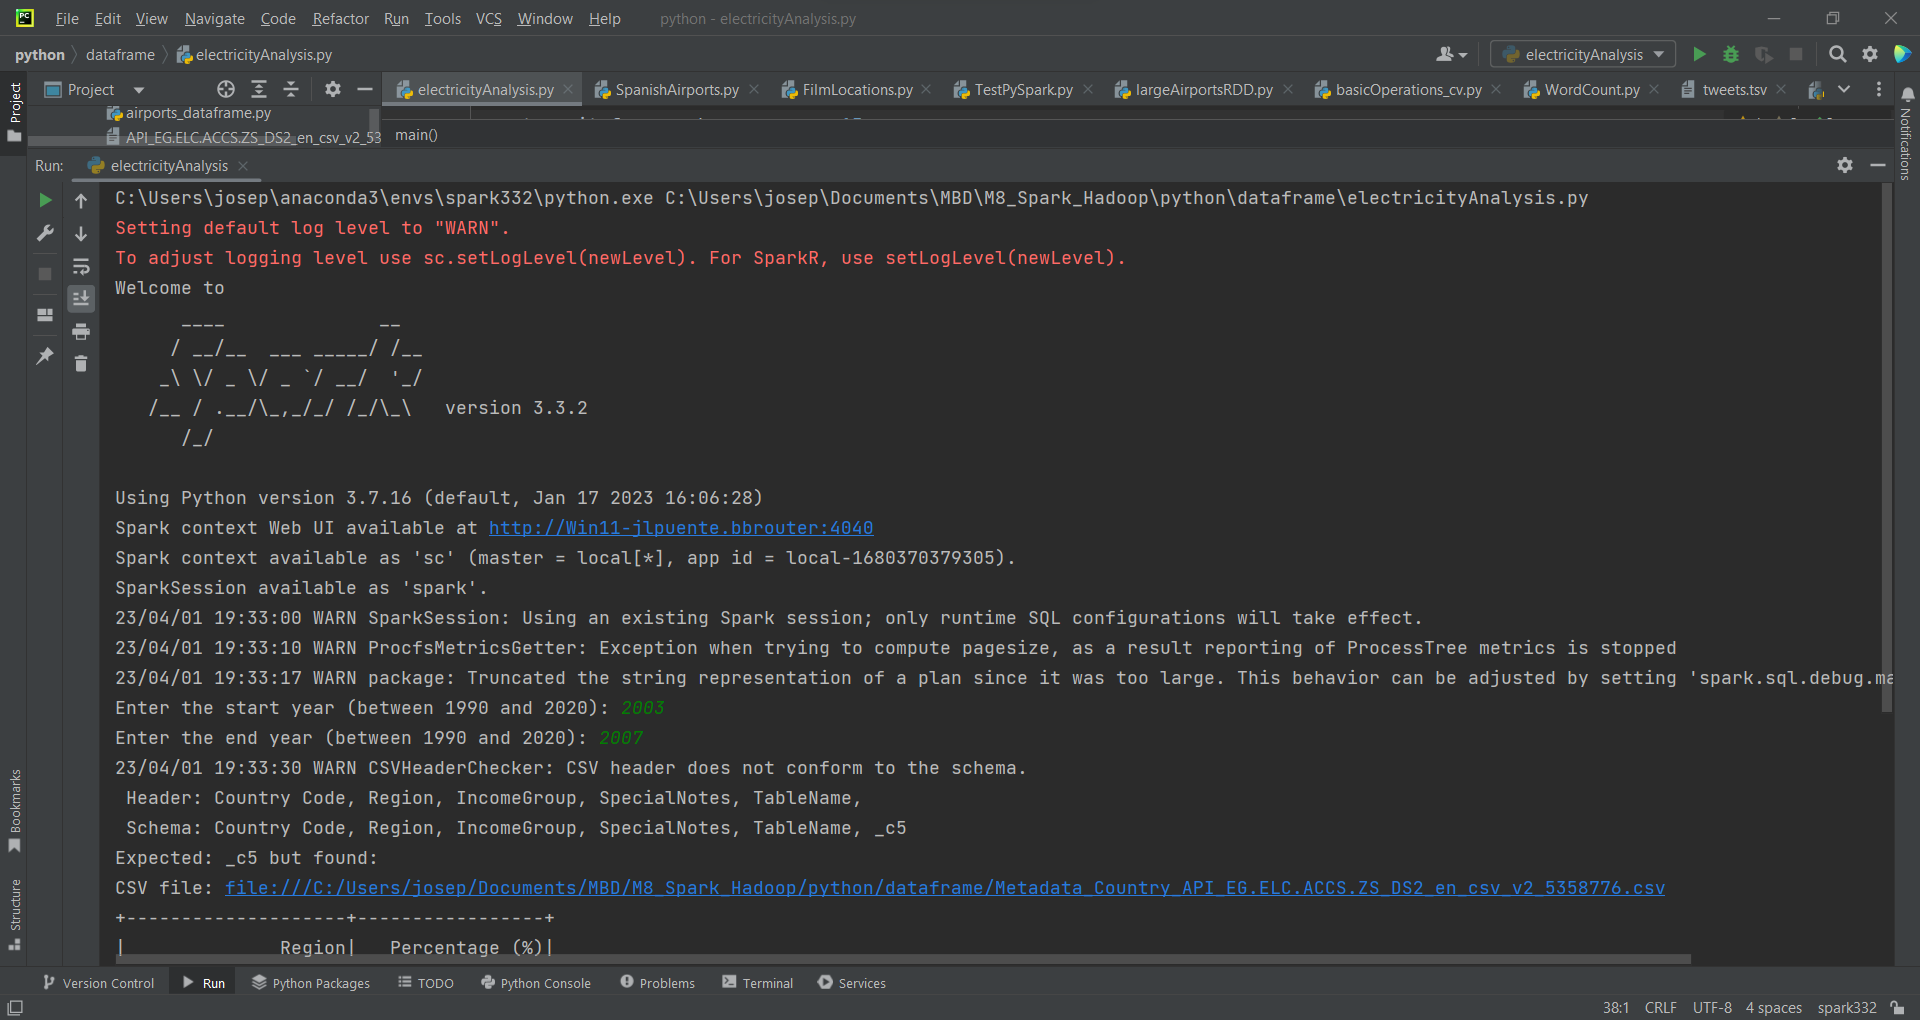 File Edit View Navigate Code Refactor Run Tools VCS Window Help python - electricityAnalysis.py
python dataframe electricityAnalysis.py electricityAnalysis
Project electricityAnalysis.py SpanishAirports.py FilmLocations.py TestPySpark.py largeAirportsRDD.py basicOperations_cv.py WordCount.py tweets.tsv
Project
Notifications
airports_dataframe.py
API_EG.ELC.ACCS.ZS_DS2_en_csv_v2_53
main()
Run: electricityAnalysis
C:\Users\josep\anaconda3\envs\spark332\python.exe C:\Users\josep\Documents\MBD\M8_Spark_Hadoop\python\dataframe\electricityAnalysis.py
Setting default log level to "WARN".
To adjust logging level use sc.setLogLevel(newLevel). For SparkR, use setLogLevel(newLevel).
Welcome to
      ____              __
     / __/__  ___ _____/ /__
    _\ \/ _ \/ _ `/ __/  '_/
   /__ / .__/\_,_/_/ /_/\_\   version 3.3.2
      /_/
Using Python version 3.7.16 (default, Jan 17 2023 16:06:28)
Spark context Web UI available at http://Win11-jlpuente.bbrouter:4040
Spark context available as 'sc' (master = local[*], app id = local-1680370379305).
SparkSession available as 'spark'.
23/04/01 19:33:00 WARN SparkSession: Using an existing Spark session; only runtime SQL configurations will take effect.
23/04/01 19:33:10 WARN ProcfsMetricsGetter: Exception when trying to compute pagesize, as a result reporting of ProcessTree metrics is stopped
23/04/01 19:33:17 WARN package: Truncated the string representation of a plan since it was too large. This behavior can be adjusted by setting 'spark.sql.debug.ma
Enter the start year (between 1990 and 2020): 2003
Enter the end year (between 1990 and 2020): 2007
23/04/01 19:33:30 WARN CSVHeaderChecker: CSV header does not conform to the schema.
 Header: Country Code, Region, IncomeGroup, SpecialNotes, TableName,
 Schema: Country Code, Region, IncomeGroup, SpecialNotes, TableName, _c5
Expected: _c5 but found:
CSV file: file:///C:/Users/josep/Documents/MBD/M8_Spark_Hadoop/python/dataframe/Metadata_Country_API_EG.ELC.ACCS.ZS_DS2_en_csv_v2_5358776.csv
+--------------------+-----------------+
|              Region|   Percentage (%)|
Bookmarks
Structure
Version Control Run Python Packages TODO Python Console Problems Terminal Services
38:1 CRLF UTF-8 4 spaces spark332